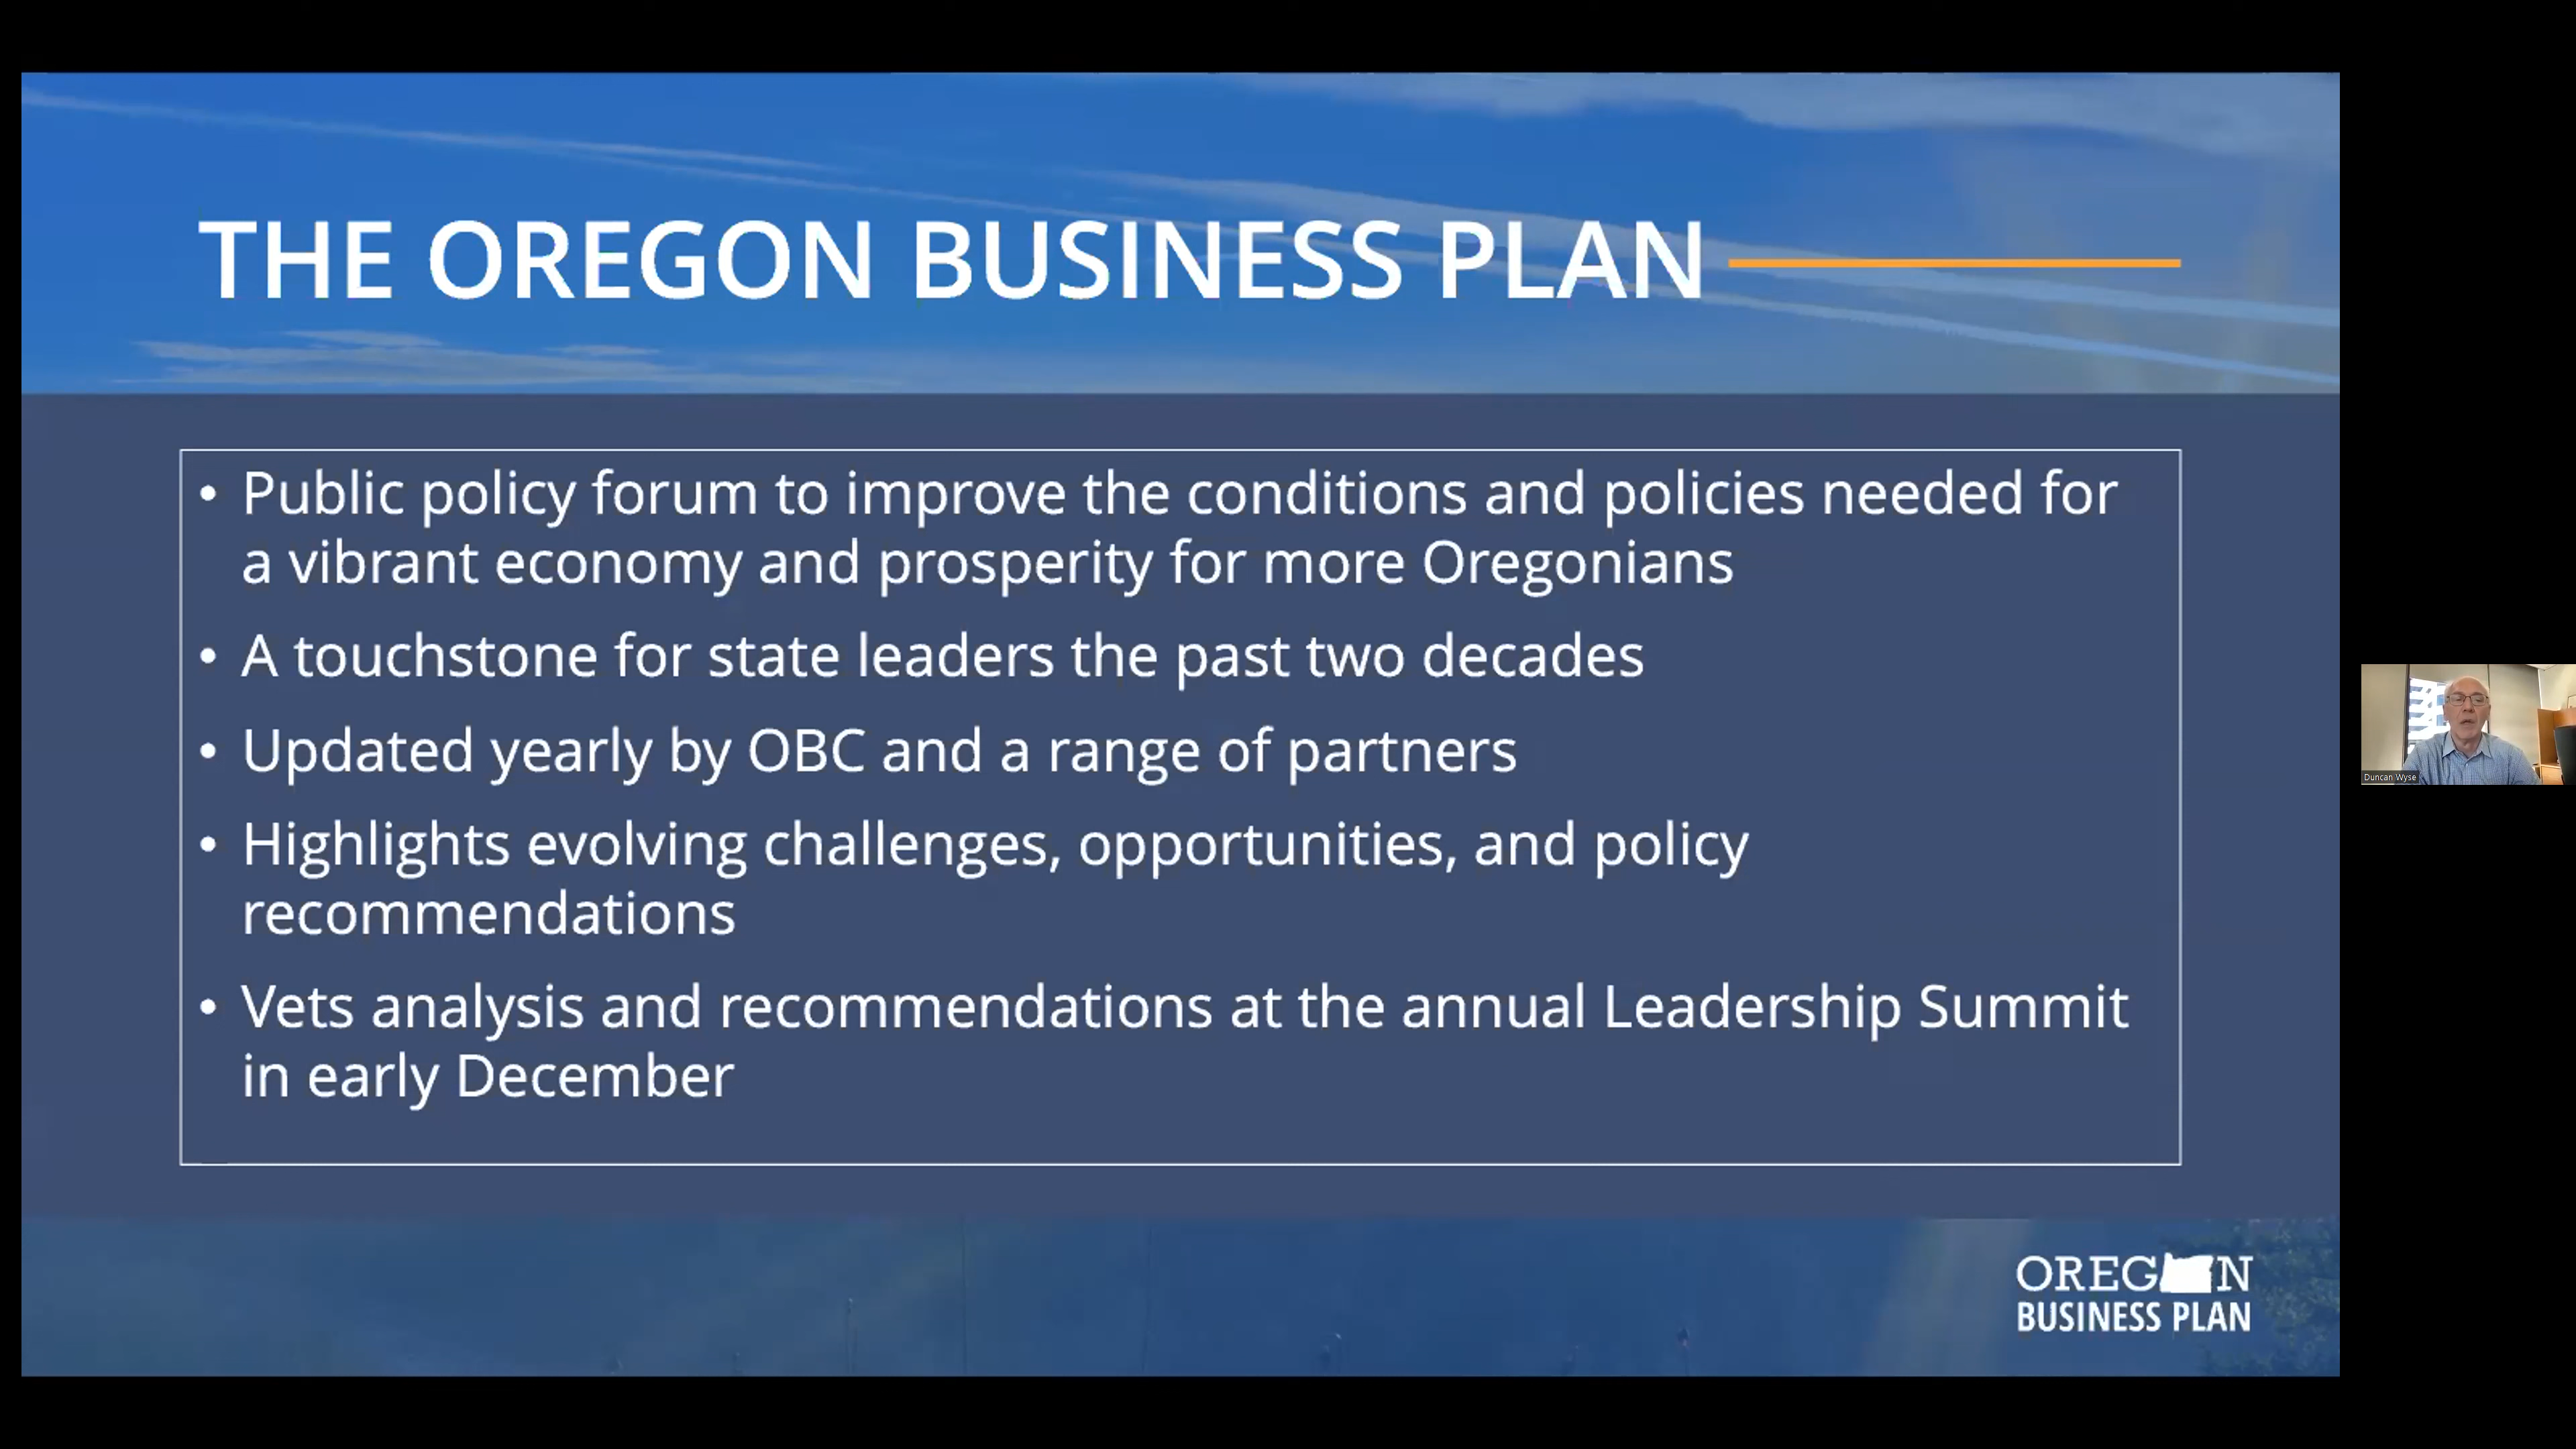 THE OREGON BUSINESS PLAN
• Public policy forum to improve the conditions and policies needed for
a vibrant economy and prosperity for more Oregonians
• A touchstone for state leaders the past two decades
• Updated yearly by OBC and a range of partners
• Highlights evolving challenges, opportunities, and policy
recommendations
• Vets analysis and recommendations at the annual Leadership Summit
in early December
Duncan Wyse
OREGON
BUSINESS PLAN